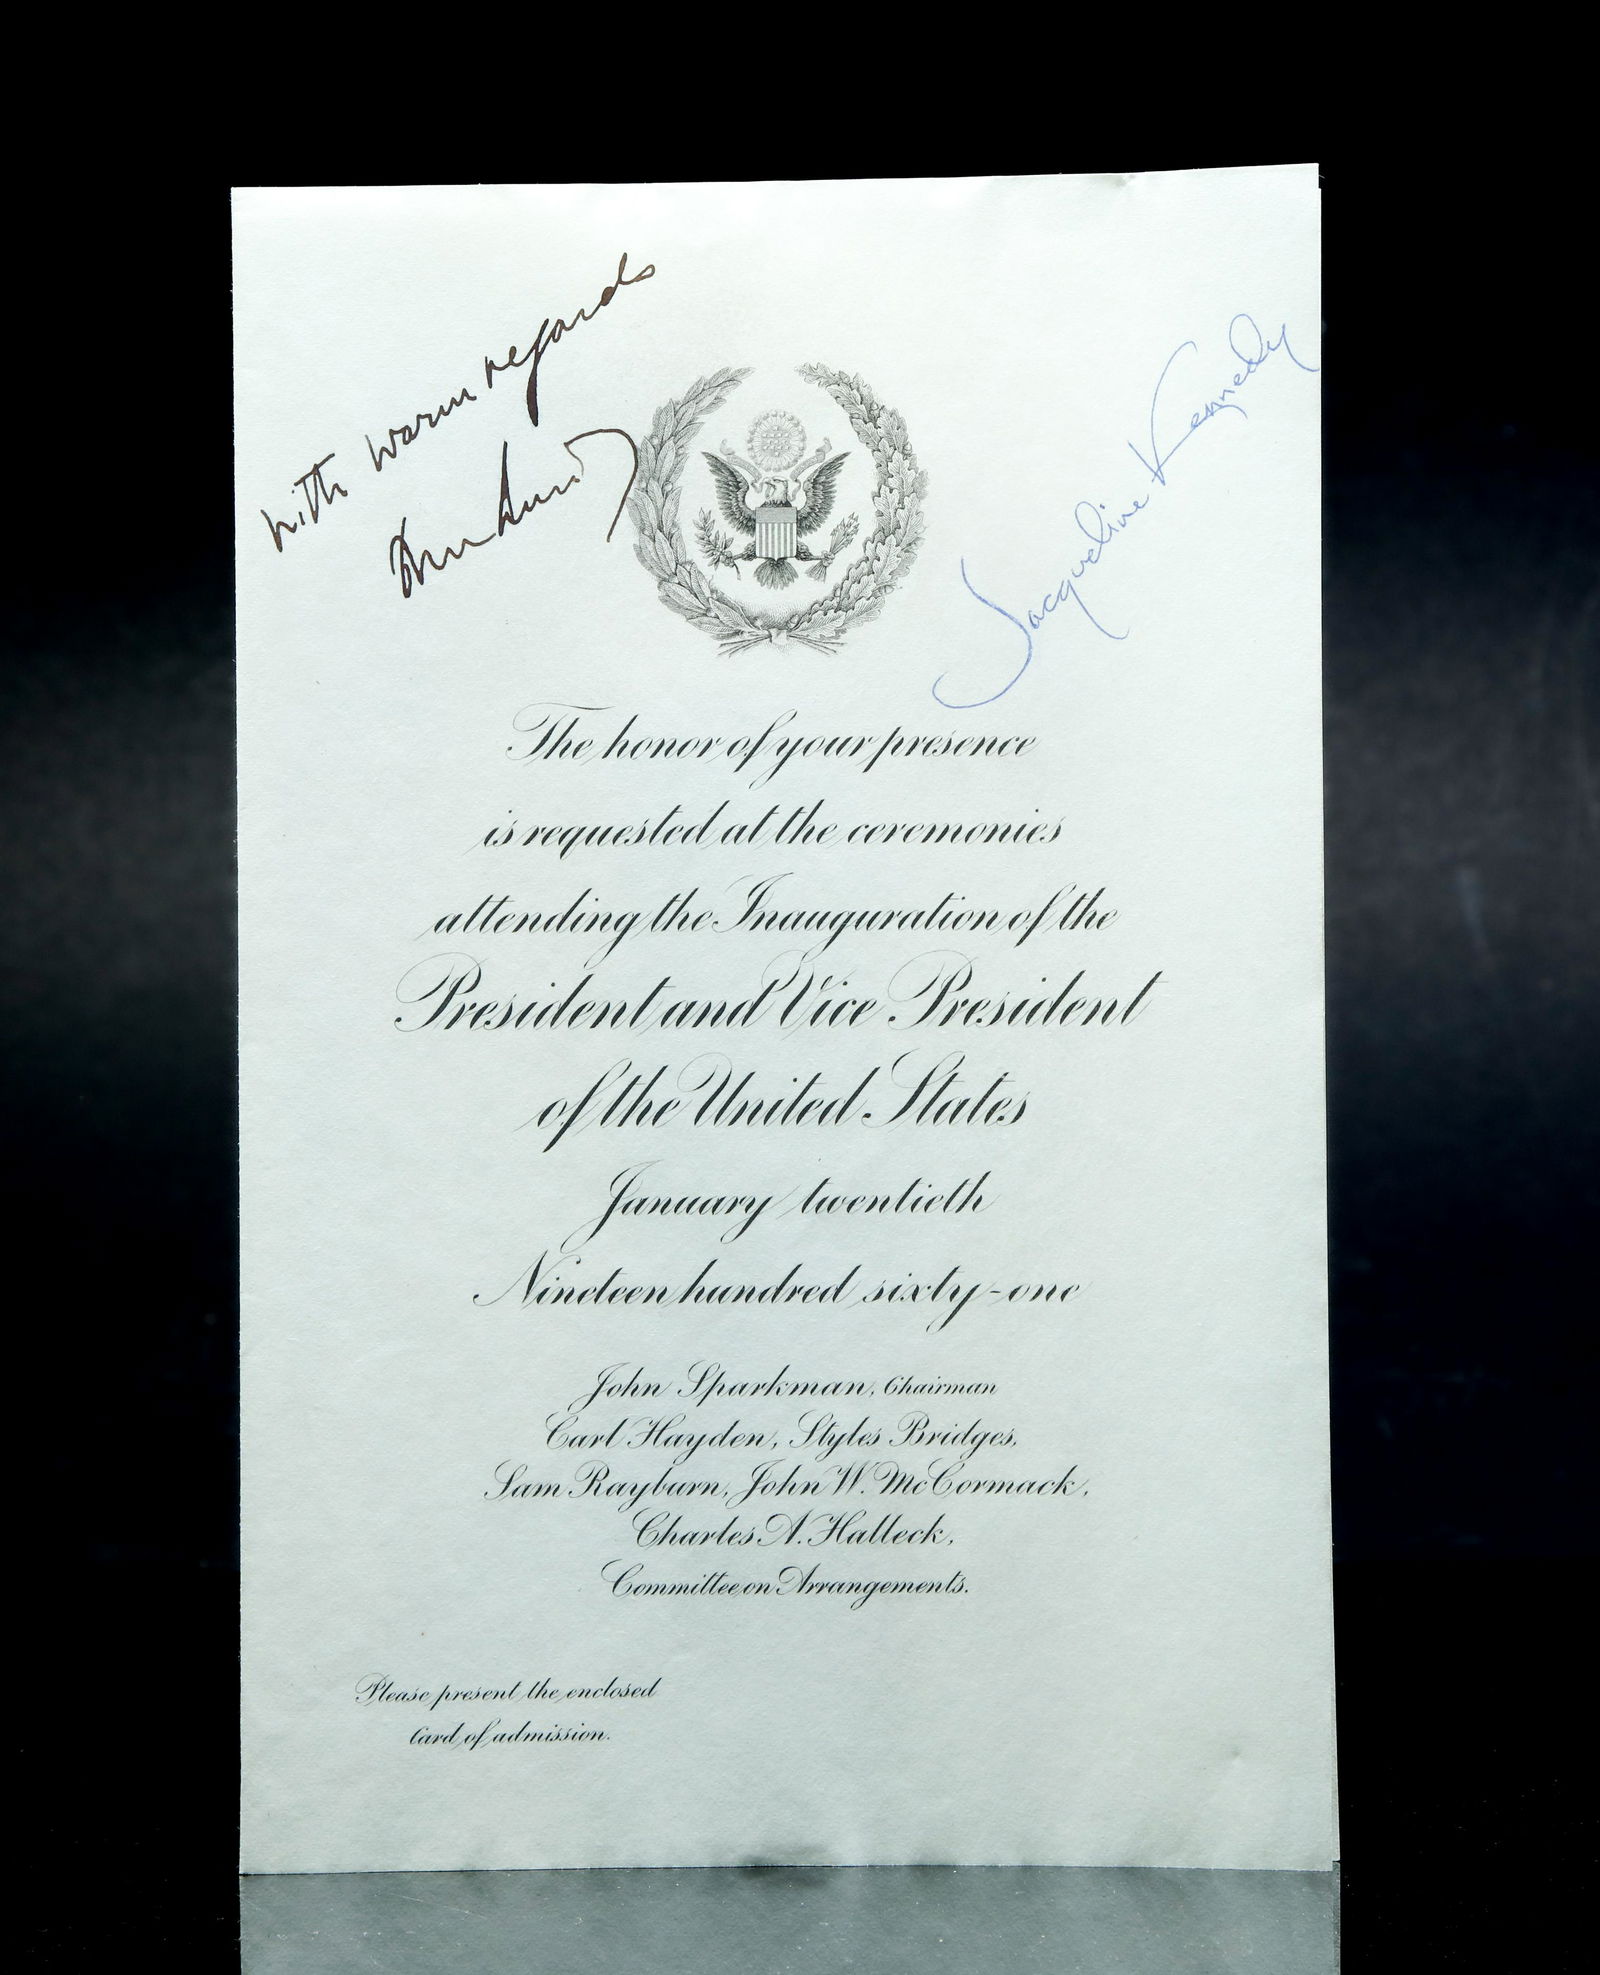 with warm regards
Jacqueline Kennedy
The honor of your presence
is requested at the ceremonies
attending the Inauguration of the
President and Vice President
of the United States
January twentieth
Nineteen hundred sixty-one
John Sparkman, Chairman
Carl Hayden, Styles Bridges,
Sam Rayburn, John W. McCormack,
Charles A. Halleck,
Committee on Arrangements.
Please present the enclosed
Card of admission.